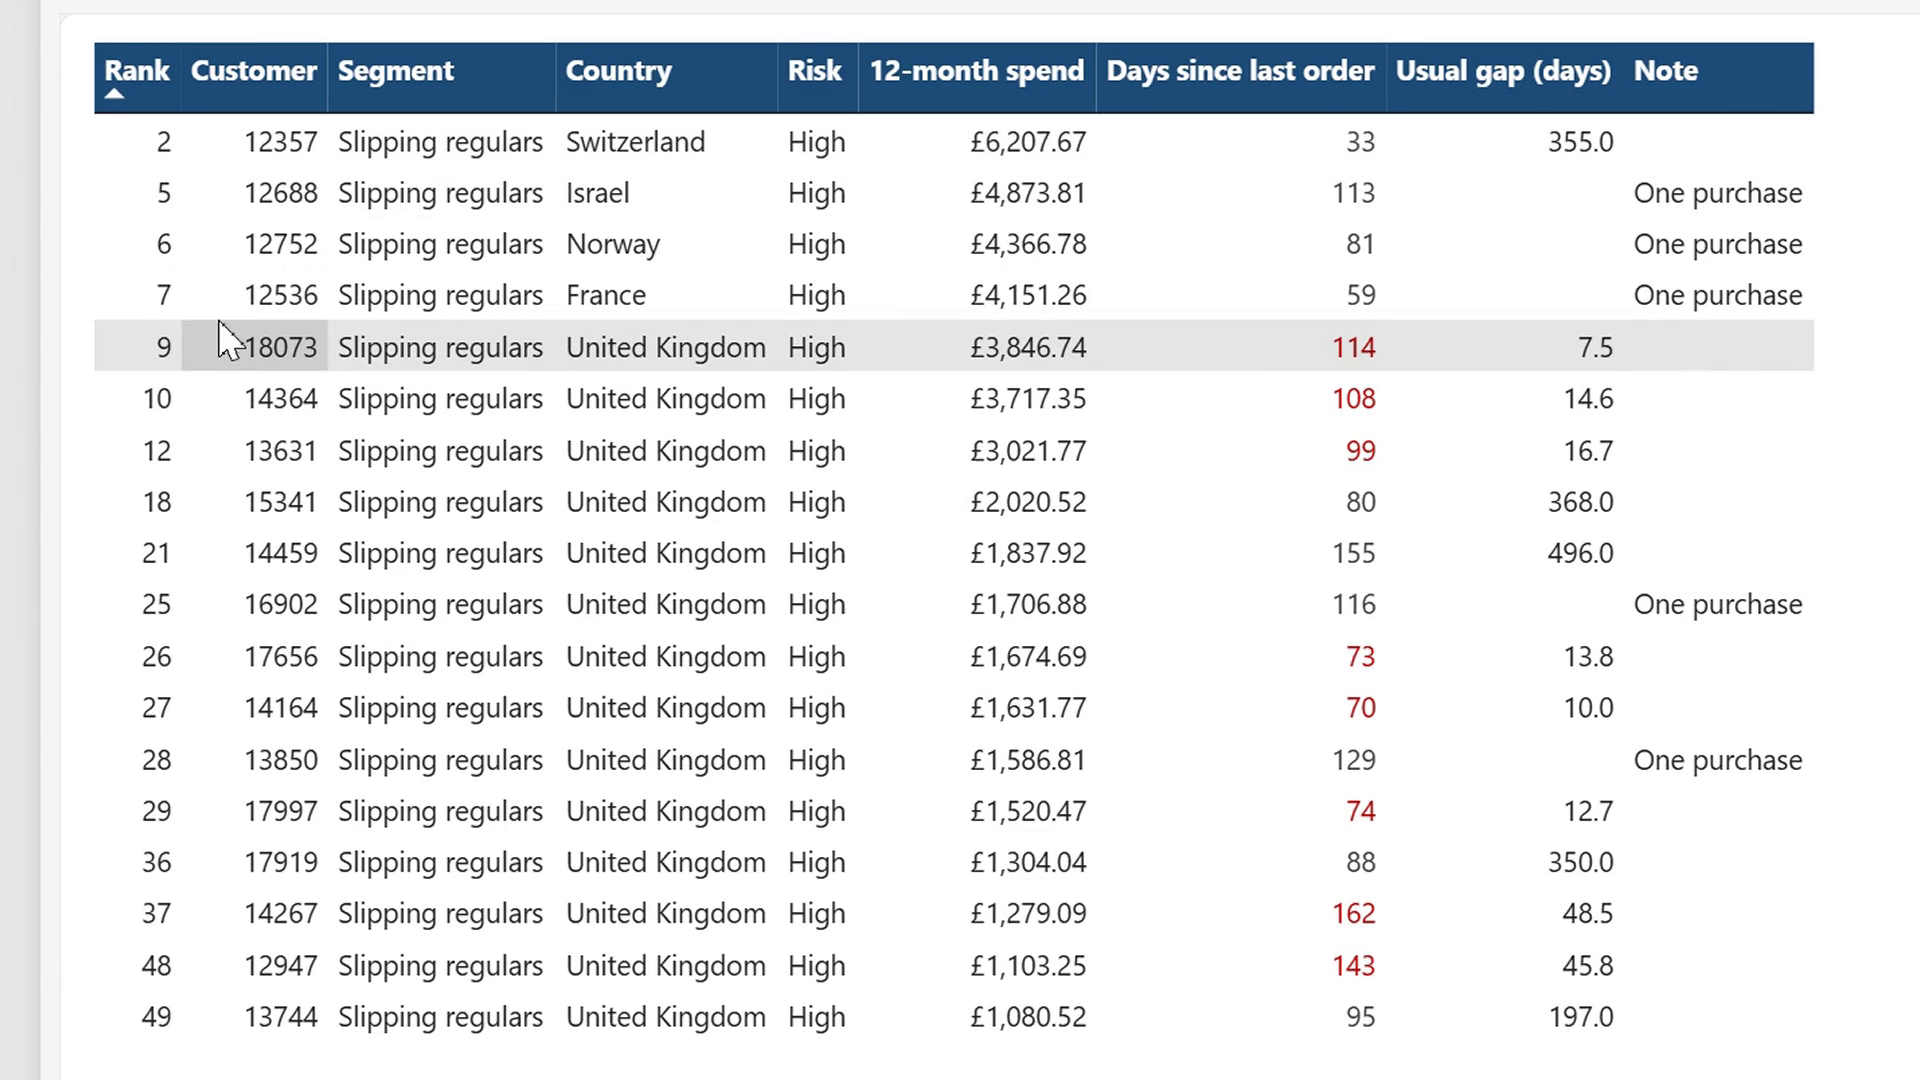 Rank Customer Segment Country Risk 12-month spend Days since last order Usual gap (days) Note
2 12357 Slipping regulars Switzerland High £6,207.67 33 355.0
5 12688 Slipping regulars Israel High £4,873.81 113 One purchase
6 12752 Slipping regulars Norway High £4,366.78 81 One purchase
7 12536 Slipping regulars France High £4,151.26 59 One purchase
9 18073 Slipping regulars United Kingdom High £3,846.74 114 7.5
10 14364 Slipping regulars United Kingdom High £3,717.35 108 14.6
12 13631 Slipping regulars United Kingdom High £3,021.77 99 16.7
18 15341 Slipping regulars United Kingdom High £2,020.52 80 368.0
21 14459 Slipping regulars United Kingdom High £1,837.92 155 496.0
25 16902 Slipping regulars United Kingdom High £1,706.88 116 One purchase
26 17656 Slipping regulars United Kingdom High £1,674.69 73 13.8
27 14164 Slipping regulars United Kingdom High £1,631.77 70 10.0
28 13850 Slipping regulars United Kingdom High £1,586.81 129 One purchase
29 17997 Slipping regulars United Kingdom High £1,520.47 74 12.7
36 17919 Slipping regulars United Kingdom High £1,304.04 88 350.0
37 14267 Slipping regulars United Kingdom High £1,279.09 162 48.5
48 12947 Slipping regulars United Kingdom High £1,103.25 143 45.8
49 13744 Slipping regulars United Kingdom High £1,080.52 95 197.0